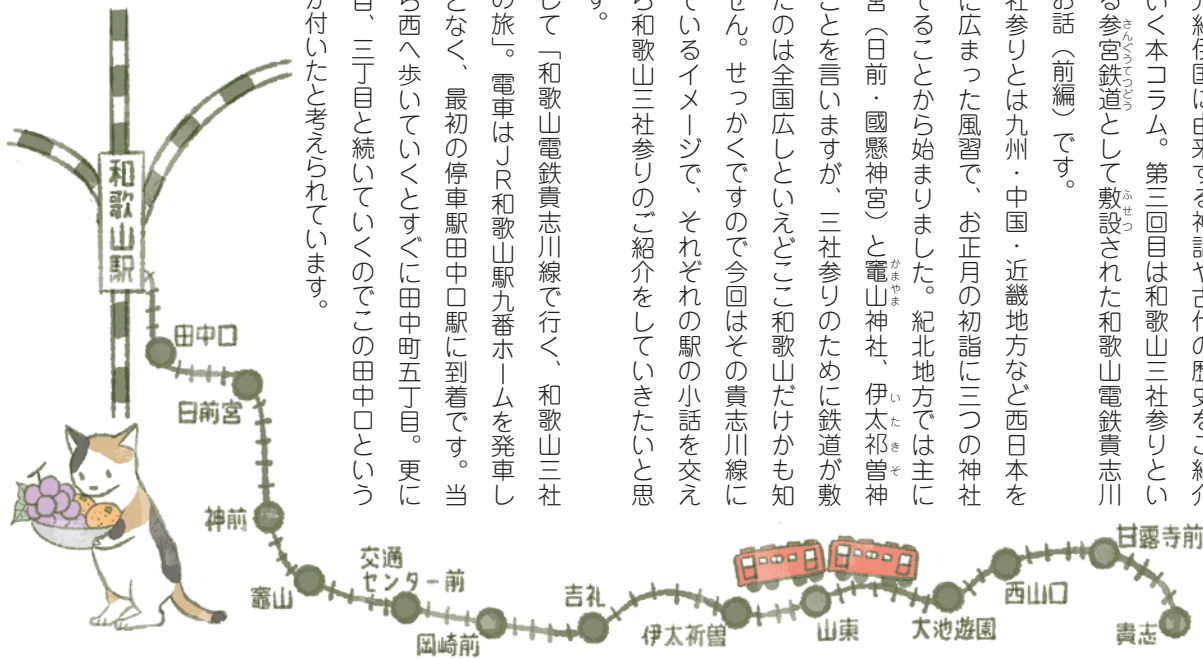 紀伊国に由来する神話や古代の歴史をご紹介
いく本コラム。第三回目は和歌山三社参りとい
さんぐうてつどう
ふせつ
る参宮鉄道として敷設された和歌山電鉄貴志川
お話（前編）です。
社参りとは九州・中国・近畿地方など西日本を
に広まった風習で、お正月の初詣に三つの神社
てることから始まりました。紀北地方では主に
かまやま
いたきそ
宮（日前・國懸神宮）と竈山神社、伊太祁曽神
ことを言いますが、三社参りのために鉄道が敷
たのは全国広しといえどここ和歌山だけかも知
せん。せっかくですので今回はその貴志川線に
ているイメージで、それぞれの駅の小話を交え
ら和歌山三社参りのご紹介をしていきたいと思
す。
して「和歌山電鉄貴志川線で行く、和歌山三社
の旅」。電車はＪＲ和歌山駅九番ホームを発車し
となく、最初の停車駅田中口駅に到着です。当
ら西へ歩いていくとすぐに田中町五丁目。更に
目、三丁目と続いていくのでこの田中口という
が付いたと考えられています。
和歌山駅
田中口
日前宮
神前
竈山
交通
センター前
岡崎前
吉礼
伊太祈曽
山東
大池遊園
西山口
甘露寺前
貴志